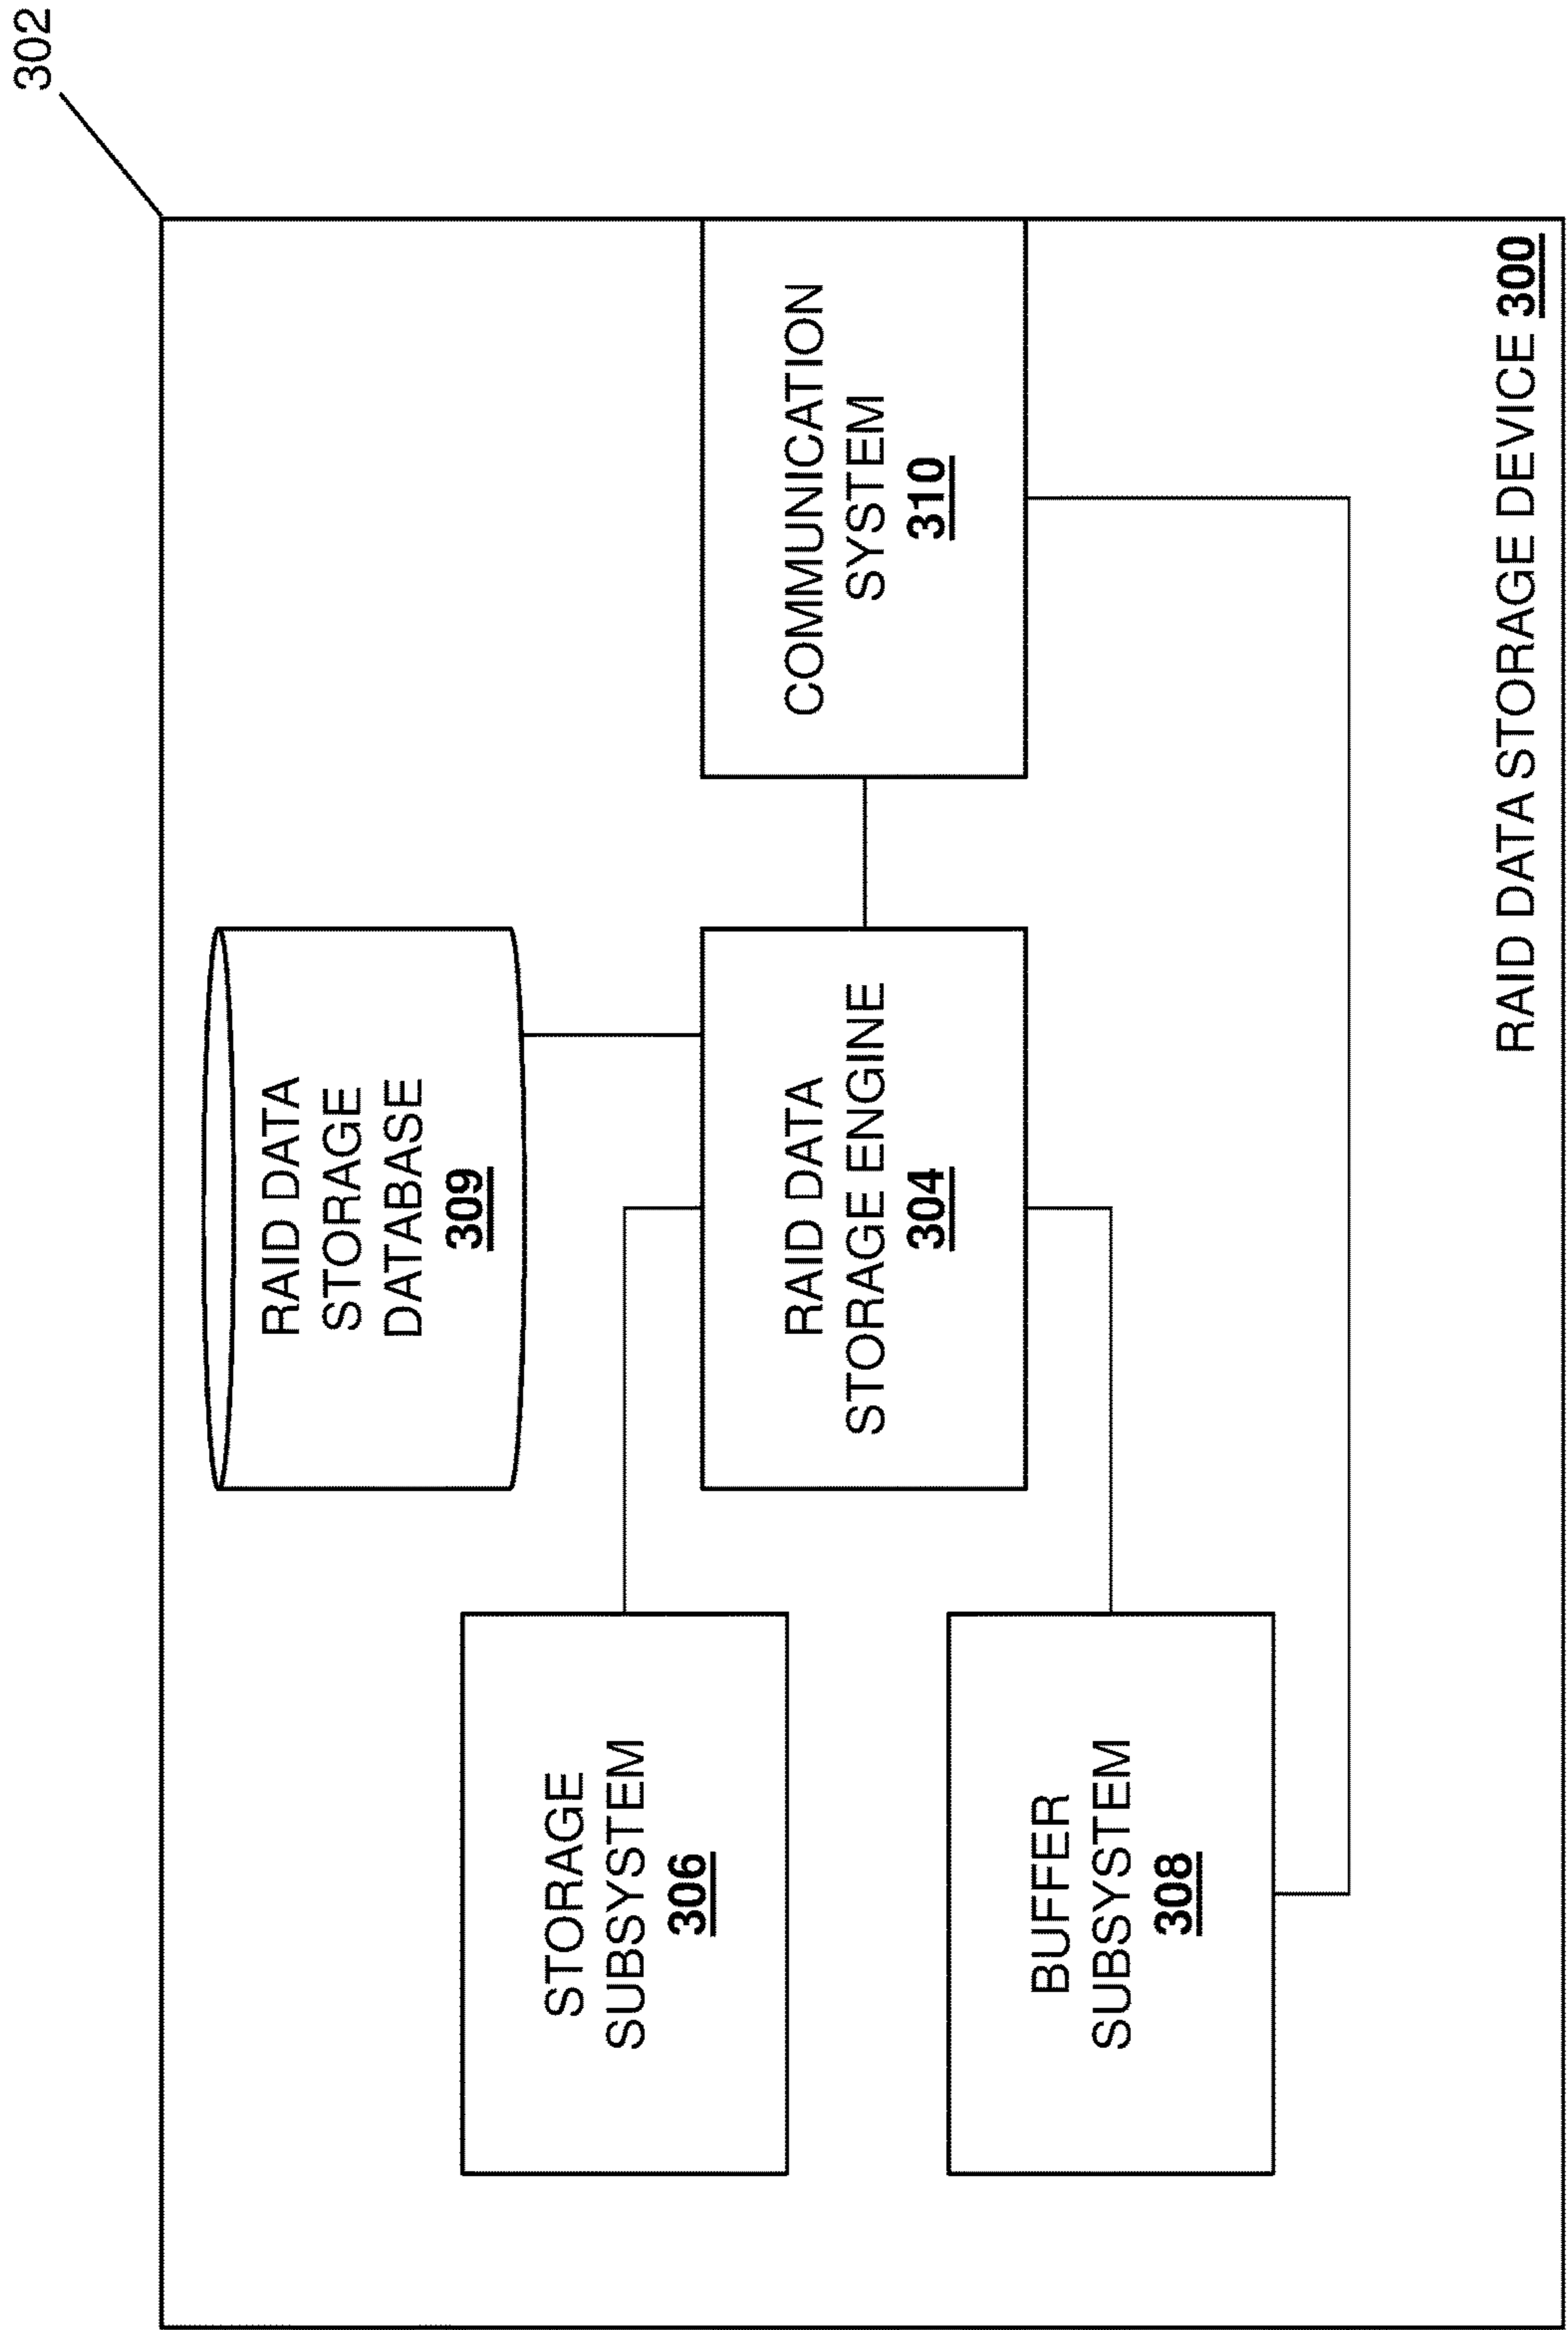 302
RAID DATA
STORAGE
DATABASE
309
STORAGE
SUBSYSTEM
306
RAID DATA
STORAGE ENGINE
304
COMMUNICATION
SYSTEM
310
BUFFER
SUBSYSTEM
308
RAID DATA STORAGE DEVICE 300